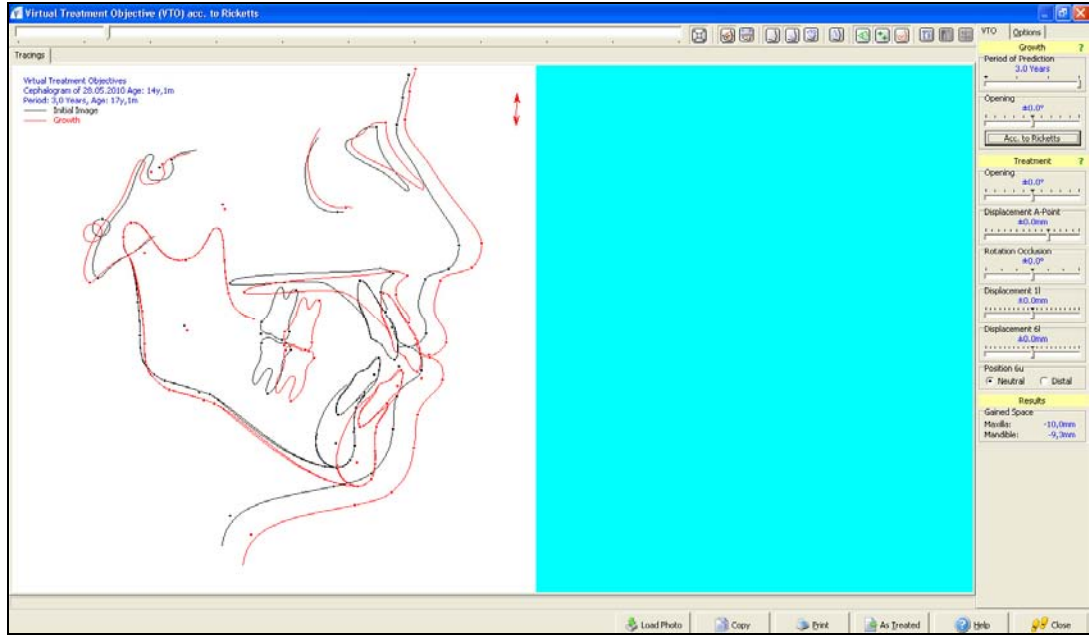 Virtual Treatment Objective (VTO) acc. to Ricketts
VTO
Options
Tracings
Virtual Treatment Objectives
Cephalogram of 28.05.2010 Age: 14y,1m
Period: 3,0 Years, Age: 17y,1m
Initial Image
Growth
Growth ?
Period of Prediction
3.0 Years
Opening
±0.0°
Acc. to Ricketts
Treatment ?
Opening
±0.0°
Displacement A-Point
±0.0mm
Rotation Occlusion
±0.0°
Displacement 1l
±0.0mm
Displacement 6l
±0.0mm
Position 6u
Neutral
Distal
Results
Gained Space
Maxilla: -10,0mm
Mandible: -9,3mm
Load Photo
Copy
Print
As Treated
Help
Close